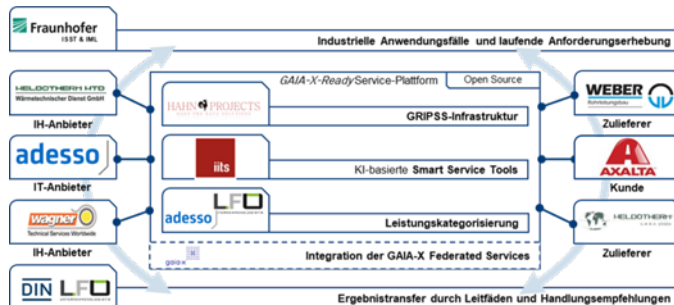 Fraunhofer
ISST & IML
Industrielle Anwendungsfälle und laufende Anforderungserhebung
HELDOTHERM HTD
Wärmetechnischer Dienst GmbH
IH-Anbieter
adesso
IT-Anbieter
wagner
Technical Services Worldwide
IH-Anbieter
GAIA-X-Ready Service-Plattform
Open Source
HAHN PROJECTS
GRIPSS-Infrastruktur
iits
KI-basierte Smart Service Tools
adesso
LFO
Leistungskategorisierung
gaia-x
Integration der GAIA-X Federated Services
WEBER
Rohrleitungsbau
Zulieferer
AXALTA
Kunde
HELDOTHERM
Zulieferer
DIN
LFO
Ergebnistransfer durch Leitfäden und Handlungsempfehlungen